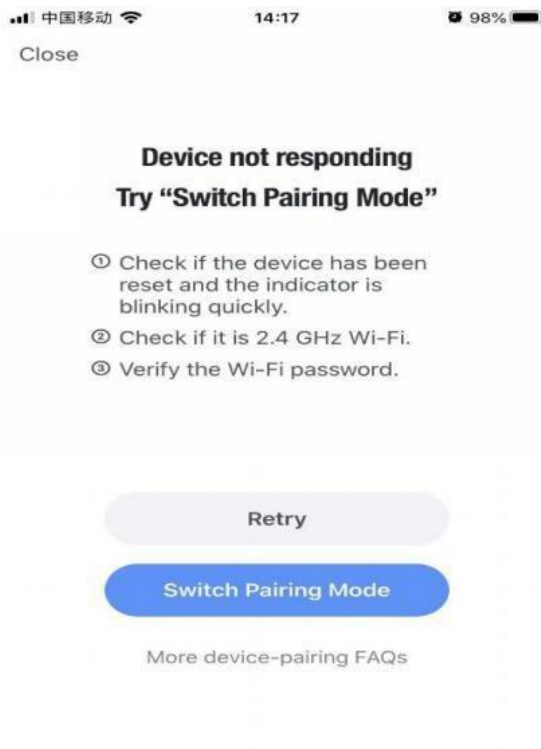 中国移动 14:17 98%
Close
Device not responding
Try “Switch Pairing Mode”
① Check if the device has been
reset and the indicator is
blinking quickly.
② Check if it is 2.4 GHz Wi-Fi.
③ Verify the Wi-Fi password.
Retry
Switch Pairing Mode
More device-pairing FAQs